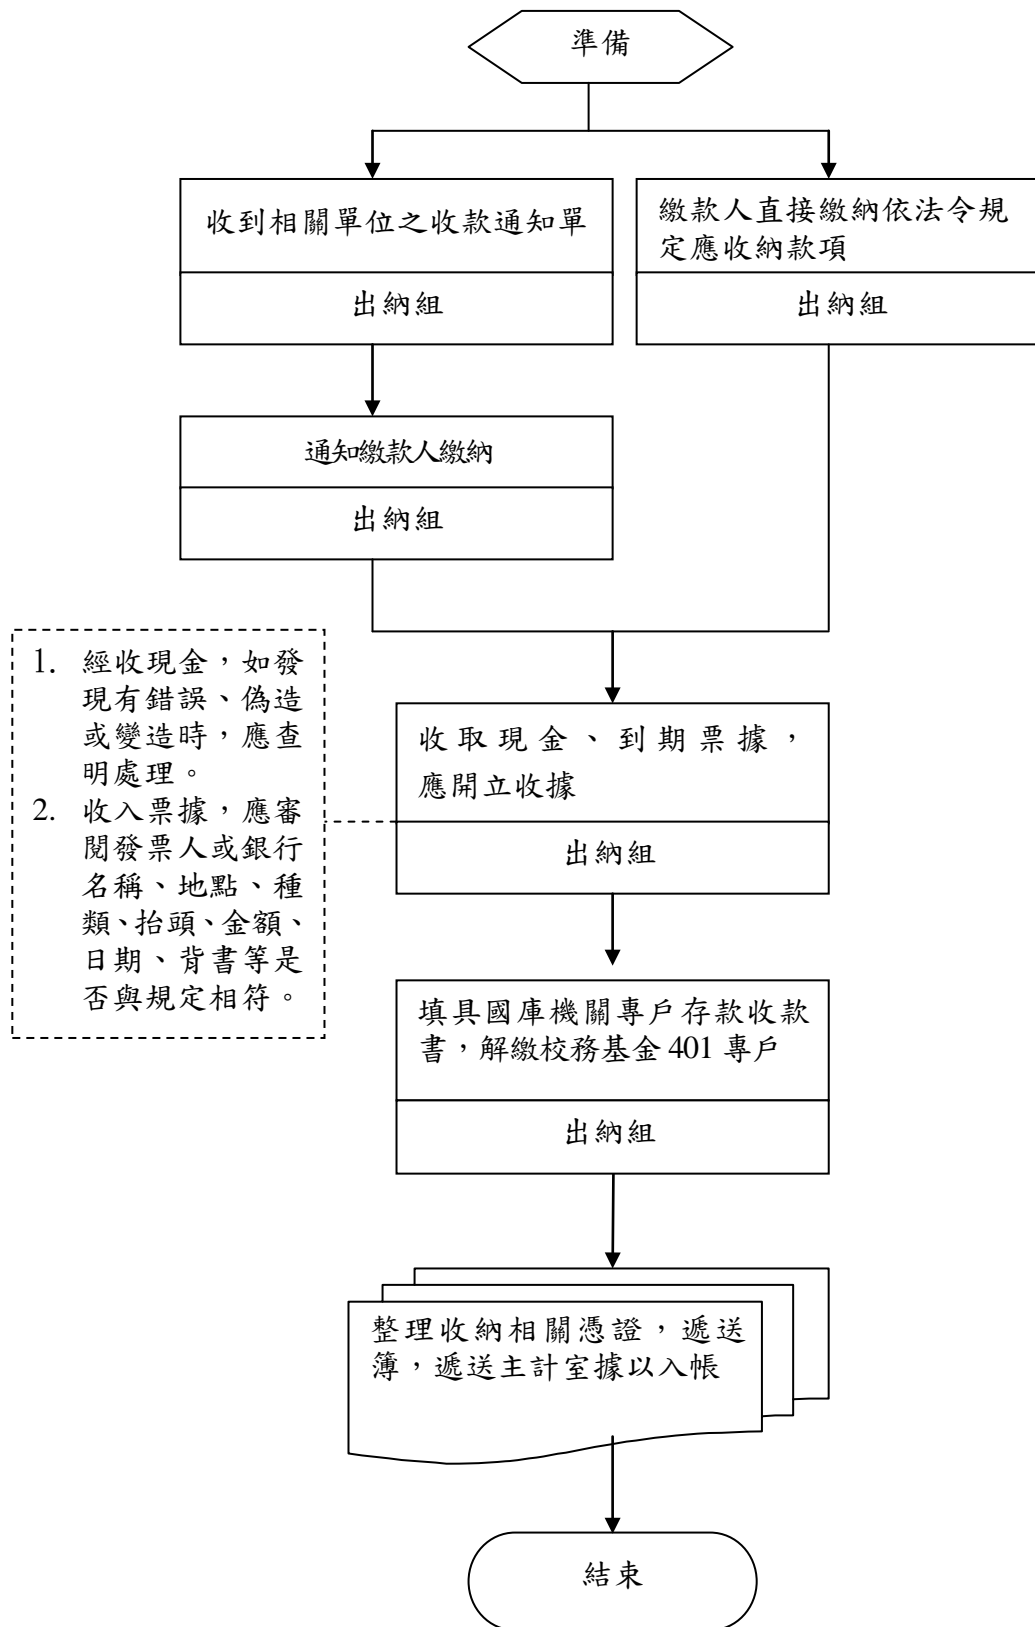 準備
收到相關單位之收款通知單
出納組
繳款人直接繳納依法令規
定應收納款項
出納組
通知繳款人繳納
出納組
1. 經收現金,如發
現有錯誤、偽造
或變造時,應查
明處理。
2. 收入票據,應審
閱發票人或銀行
名稱、地點、種
類、抬頭、金額、
日期、背書等是
否與規定相符。
收取現金、到期票據,
應開立收據
出納組
填具國庫機關專戶存款收款
書,解繳校務基金 401 專戶
出納組
整理收納相關憑證,遞送
簿,遞送主計室據以入帳
結束